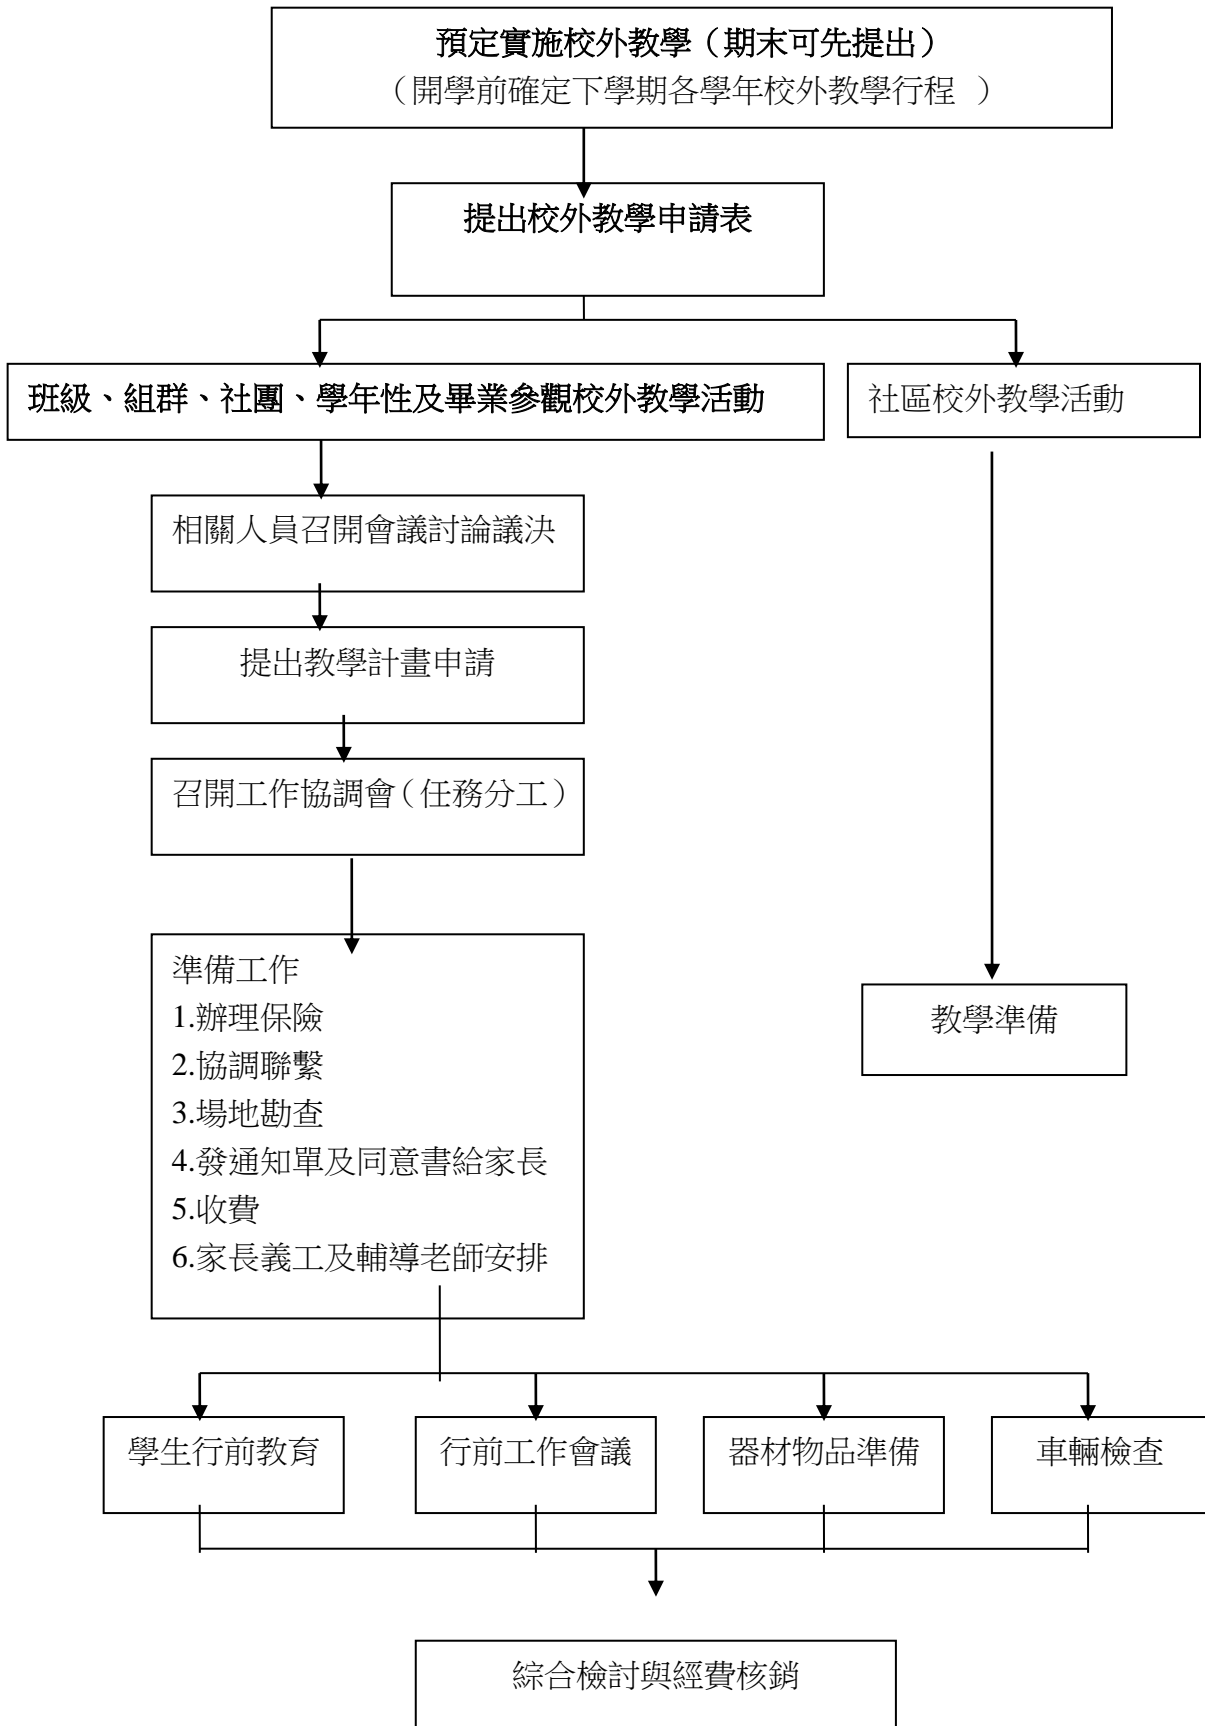 預定實施校外教學（期末可先提出）
（開學前確定下學期各學年校外教學行程 ）
提出校外教學申請表
班級、組群、社團、學年性及畢業參觀校外教學活動
社區校外教學活動
相關人員召開會議討論議決
提出教學計畫申請
召開工作協調會（任務分工）
準備工作
1.辦理保險
2.協調聯繫
3.場地勘查
4.發通知單及同意書給家長
5.收費
6.家長義工及輔導老師安排
教學準備
學生行前教育
行前工作會議
器材物品準備
車輛檢查
綜合檢討與經費核銷